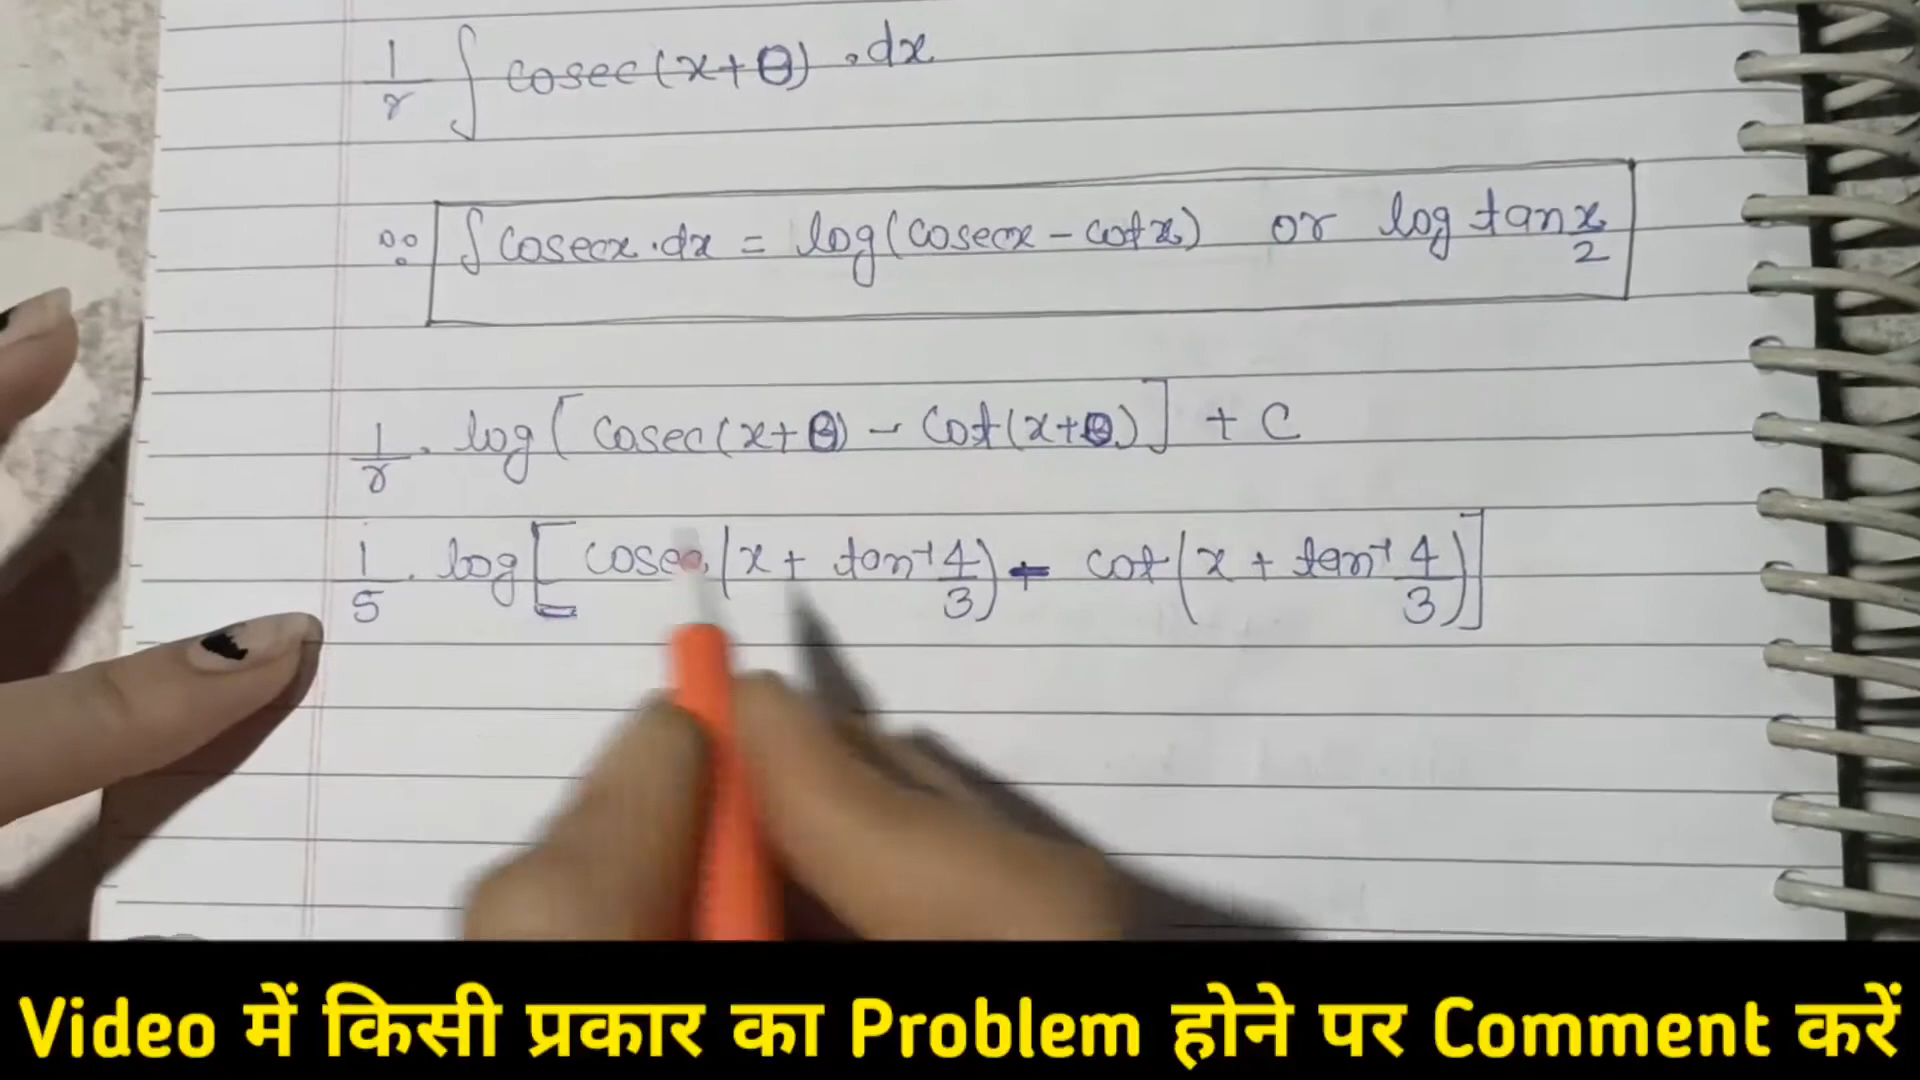 1/r ∫ cosec(x+θ) .dx
∵ ∫ cosecx.dx = log(cosecx - cotx) or log tan x/2
1/r . log[cosec(x+θ) - cot(x+θ)] + c
1/5 . log[cosec(x + tan⁻¹ 4/3) - cot(x + tan⁻¹ 4/3)]
Video में किसी प्रकार का Problem होने पर Comment करें